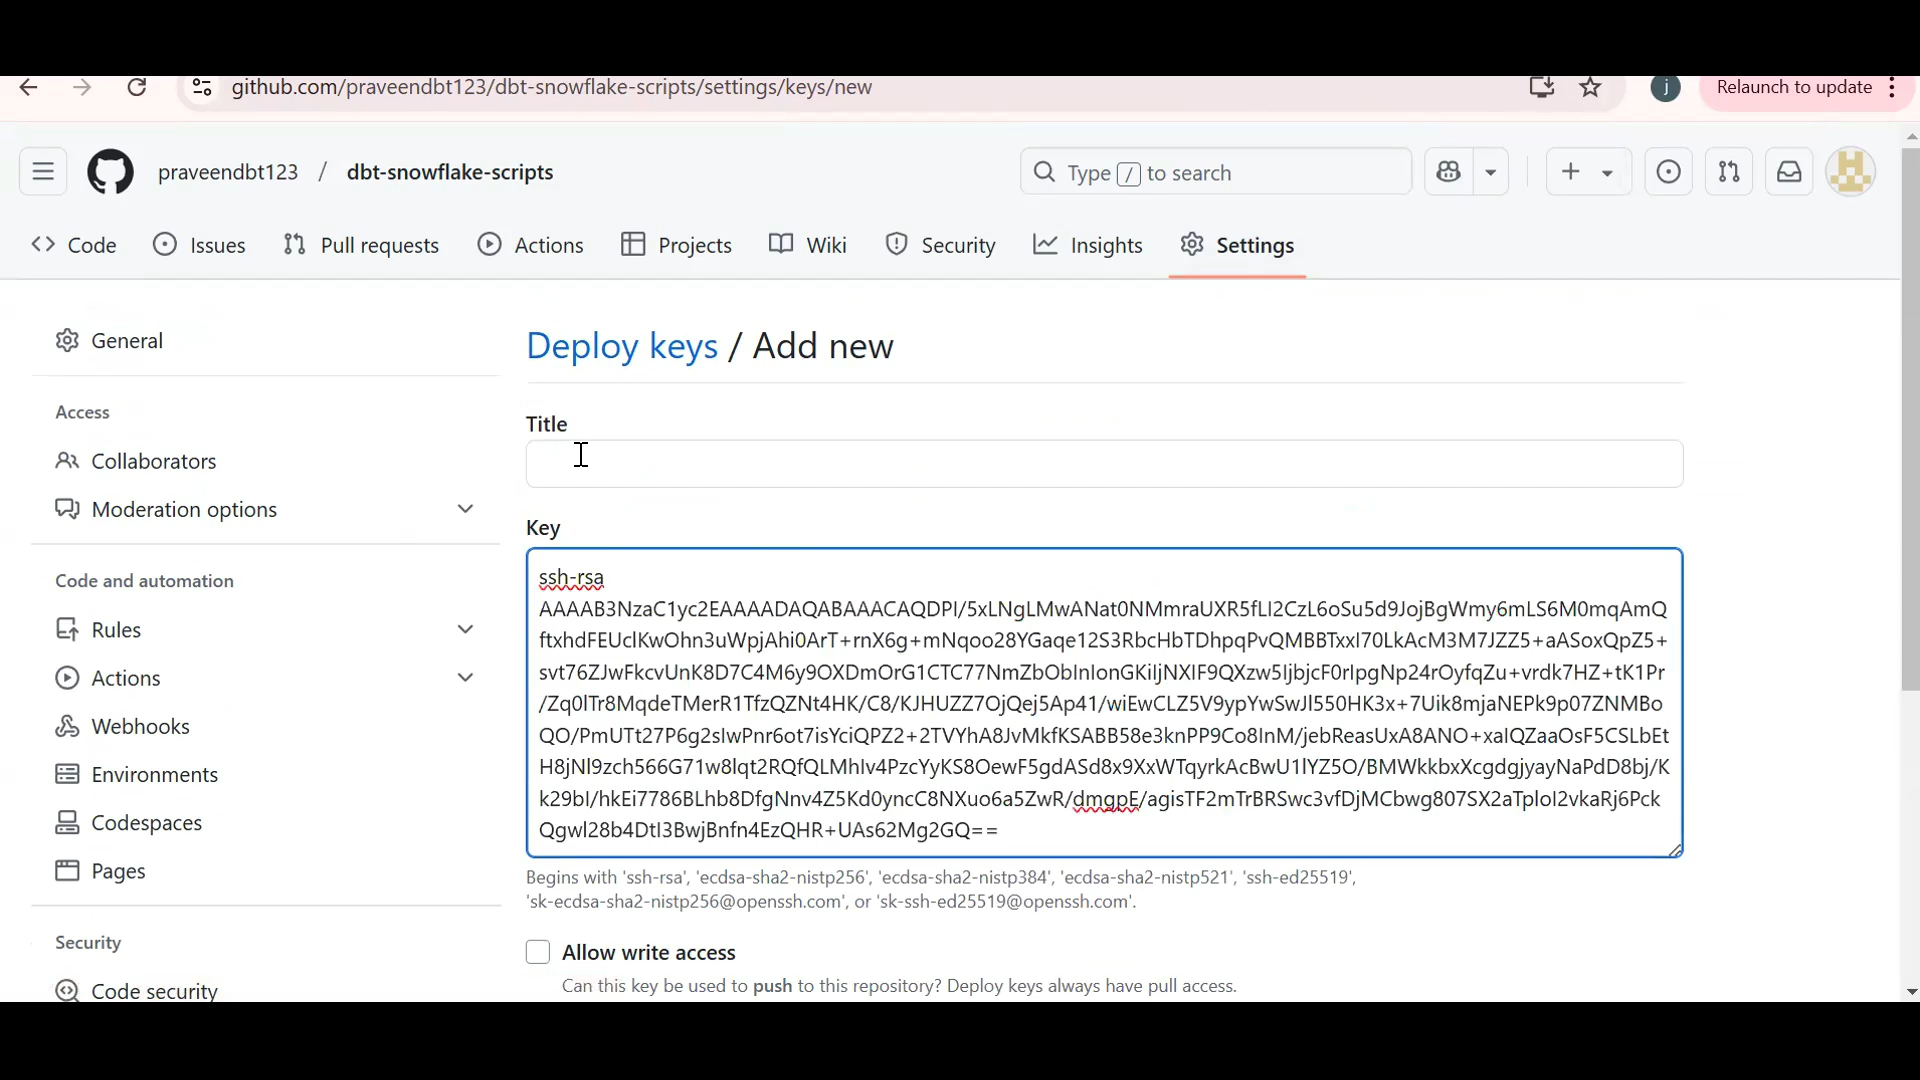 github.com/praveendbt123/dbt-snowflake-scripts/settings/keys/new
j
Relaunch to update
praveendbt123 / dbt-snowflake-scripts
Type / to search
Code
Issues
Pull requests
Actions
Projects
Wiki
Security
Insights
Settings
General
Access
Collaborators
Moderation options
Code and automation
Rules
Actions
Webhooks
Environments
Codespaces
Pages
Security
Code security
Deploy keys / Add new
Title
Key
ssh-rsa
AAAAB3NzaC1yc2EAAAADAQABAAACAQDPI/5xLNgLMwANat0NMmraUXR5fLI2CzL6oSu5d9JojBgWmy6mLS6M0mqAmQ
ftxhdFEUclKwOhn3uWpjAhi0ArT+rnX6g+mNqoo28YGaqe12S3RbcHbTDhpqPvQMBBTxxI70LkAcM3M7JZZ5+aASoxQpZ5+
svt76ZJwFkcvUnK8D7C4M6y9OXDmOrG1CTC77NmZbObInIonGKiIjNXIF9QXzw5IjbjcF0rIpgNp24rOyfqZu+vrdk7HZ+tK1Pr
/Zq0lTr8MqdeTMerR1TfzQZNt4HK/C8/KJHUZZ7OjQej5Ap41/wiEwCLZ5V9ypYwSwJl550HK3x+7Uik8mjaNEPk9p07ZNMBo
QO/PmUTt27P6g2sIwPnr6ot7isYciQPZ2+2TVYhA8JvMkfKSABB58e3knPP9Co8InM/jebReasUxA8ANO+xaIQZaaOsF5CSLbEt
H8jNl9zch566G71w8lqt2RQfQLMhIv4PzcYyKS8OewF5gdASd8x9XxWTqyrkAcBwU1lYZ5O/BMWkkbxXcgdgjyayNaPdD8bj/K
k29bI/hkEi7786BLhb8DfgNnv4Z5Kd0yncC8NXuo6a5ZwR/dmgpE/agisTF2mTrBRSwc3vfDjMCbwg807SX2aTploI2vkaRj6Pck
Qgwl28b4DtI3BwjBnfn4EzQHR+UAs62Mg2GQ==
Begins with 'ssh-rsa', 'ecdsa-sha2-nistp256', 'ecdsa-sha2-nistp384', 'ecdsa-sha2-nistp521', 'ssh-ed25519',
'sk-ecdsa-sha2-nistp256@openssh.com', or 'sk-ssh-ed25519@openssh.com'.
Allow write access
Can this key be used to push to this repository? Deploy keys always have pull access.